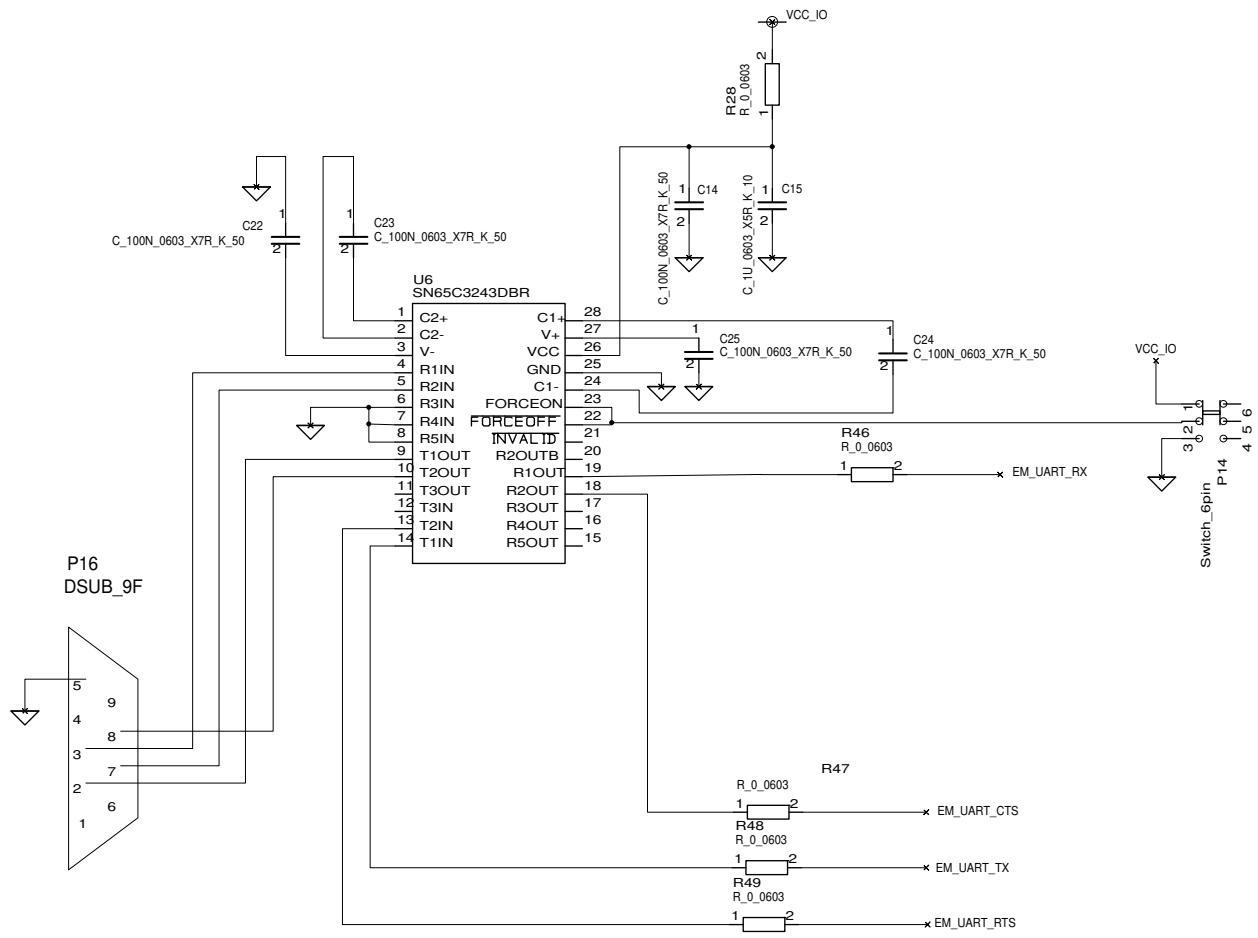 VCC_IO
2
R28
R_0_0603
1
1
C22
2
C_100N_0603_X7R_K_50
1
C23
2
C_100N_0603_X7R_K_50
1
C14
2
C_100N_0603_X7R_K_50
1
C15
2
C_1U_0603_X5R_K_10
U6
SN65C3243DBR
1 C2+ C1+ 28
2 C2- V+ 27
3 V- VCC 26
4 R1IN GND 25
5 R2IN C1- 24
6 R3IN FORCEON 23
7 R4IN FORCEOFF 22
8 R5IN INVALID 21
9 T1OUT R2OUTB 20
10 T2OUT R1OUT 19
11 T3OUT R2OUT 18
12 T3IN R3OUT 17
13 T2IN R4OUT 16
14 T1IN R5OUT 15
1
C25
2
C_100N_0603_X7R_K_50
1
C24
2
C_100N_0603_X7R_K_50
VCC_IO
1 6
2 5
3 4
P14
Switch_6pin
R46
R_0_0603
1 2
EM_UART_RX
P16
DSUB_9F
5
9
4
8
3
7
2
6
1
R47
R_0_0603
1 2
EM_UART_CTS
R48
R_0_0603
1 2
EM_UART_TX
R49
R_0_0603
1 2
EM_UART_RTS